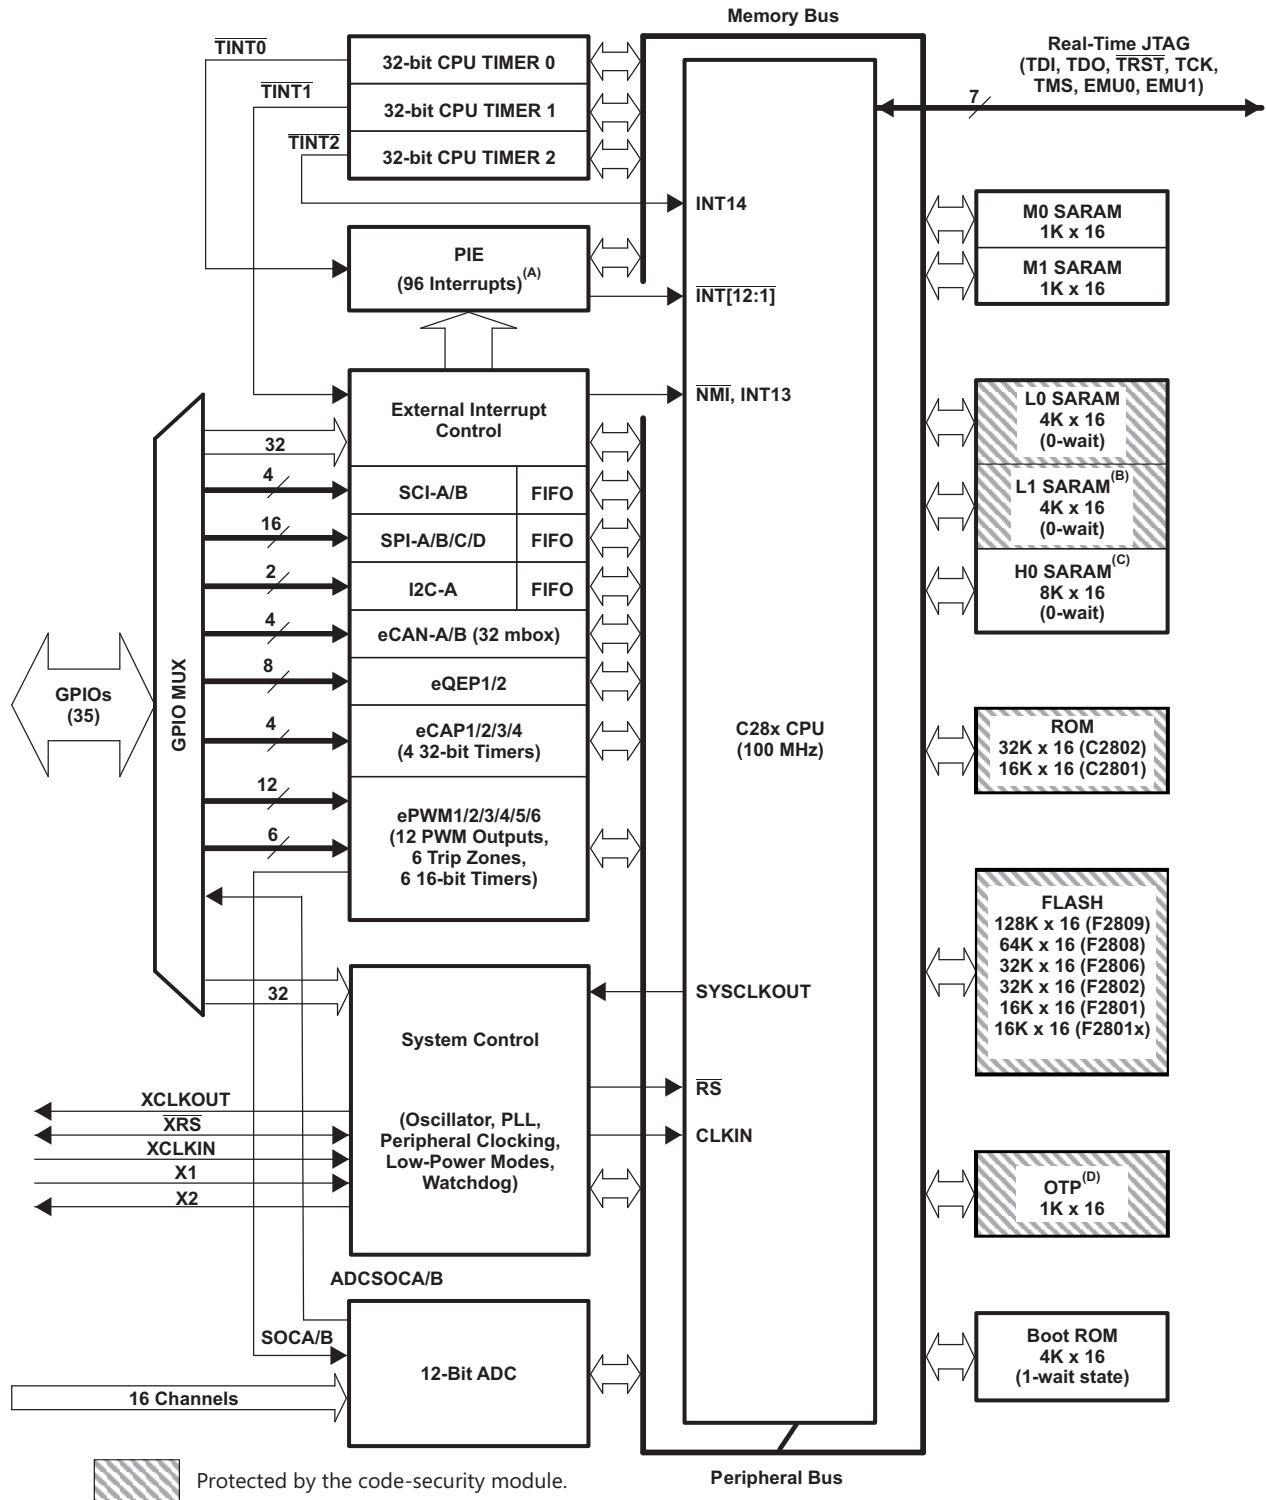 Memory Bus
TINT0
32-bit CPU TIMER 0
TINT1
32-bit CPU TIMER 1
TINT2
32-bit CPU TIMER 2
Real-Time JTAG
(TDI, TDO, TRST, TCK,
TMS, EMU0, EMU1)
7
INT14
PIE
(96 Interrupts)(A)
INT[12:1]
M0 SARAM
1K x 16
M1 SARAM
1K x 16
External Interrupt
Control
NMI, INT13
32
4
SCI-A/B
FIFO
16
SPI-A/B/C/D
FIFO
2
I2C-A
FIFO
4
eCAN-A/B (32 mbox)
8
eQEP1/2
4
eCAP1/2/3/4
(4 32-bit Timers)
12
6
ePWM1/2/3/4/5/6
(12 PWM Outputs,
6 Trip Zones,
6 16-bit Timers)
GPIOs
(35)
GPIO MUX
C28x CPU
(100 MHz)
L0 SARAM
4K x 16
(0-wait)
L1 SARAM(B)
4K x 16
(0-wait)
H0 SARAM(C)
8K x 16
(0-wait)
ROM
32K x 16 (C2802)
16K x 16 (C2801)
FLASH
128K x 16 (F2809)
64K x 16 (F2808)
32K x 16 (F2806)
32K x 16 (F2802)
16K x 16 (F2801)
16K x 16 (F2801x)
32
SYSCLKOUT
System Control
(Oscillator, PLL,
Peripheral Clocking,
Low-Power Modes,
Watchdog)
RS
CLKIN
XCLKOUT
XRS
XCLKIN
X1
X2
OTP(D)
1K x 16
ADCSOCA/B
SOCA/B
12-Bit ADC
16 Channels
Boot ROM
4K x 16
(1-wait state)
Peripheral Bus
Protected by the code-security module.